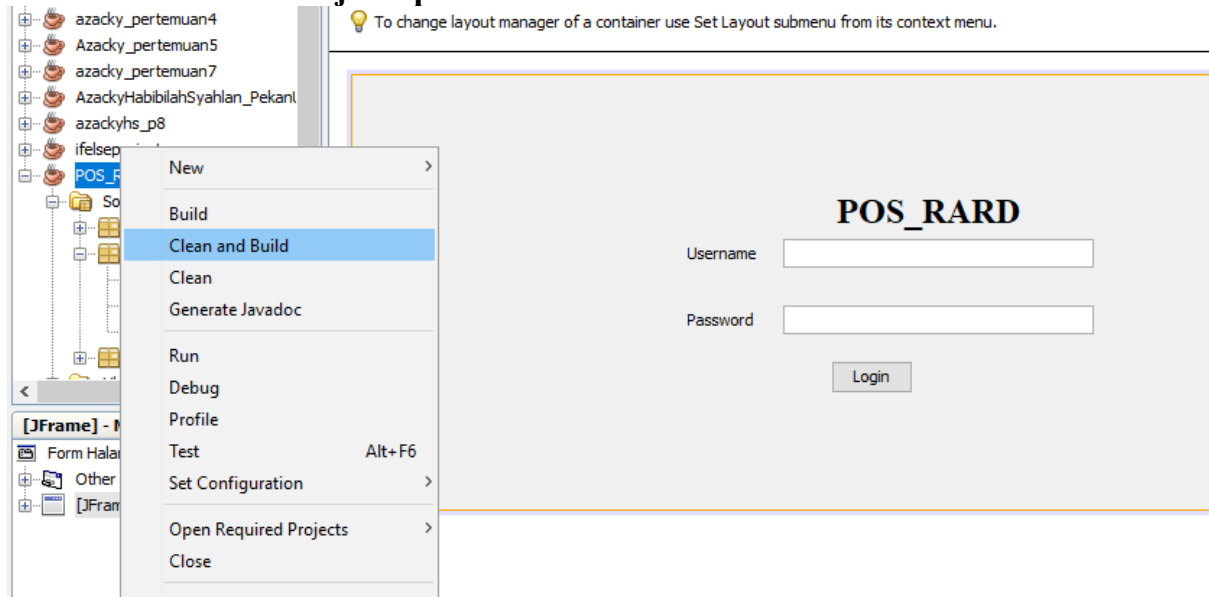 azacky_pertemuan4
Azacky_pertemuan5
azacky_pertemuan7
AzackyHabibilahSyahlan_Pekan
azackyhs_p8
ifelsep
POS_R
So
[JFrame] - 
Form Hala
Other
[JFram
New
Build
Clean and Build
Clean
Generate Javadoc
Run
Debug
Profile
Test Alt+F6
Set Configuration
Open Required Projects
Close
To change layout manager of a container use Set Layout submenu from its context menu.
POS_RARD
Username
Password
Login